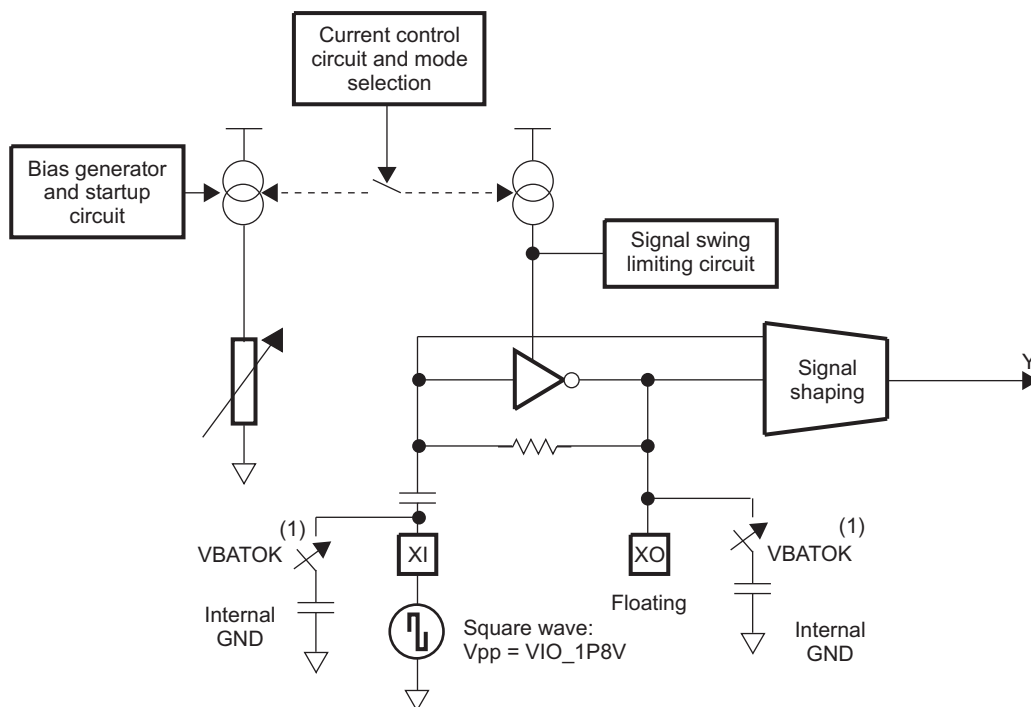 Current control
circuit and mode
selection
Bias generator
and startup
circuit
Signal swing
limiting circuit
Signal
shaping
Y
(1)
VBATOK
XI
XO
(1)
VBATOK
Floating
Internal
GND
Square wave:
Vpp = VIO_1P8V
Internal
GND